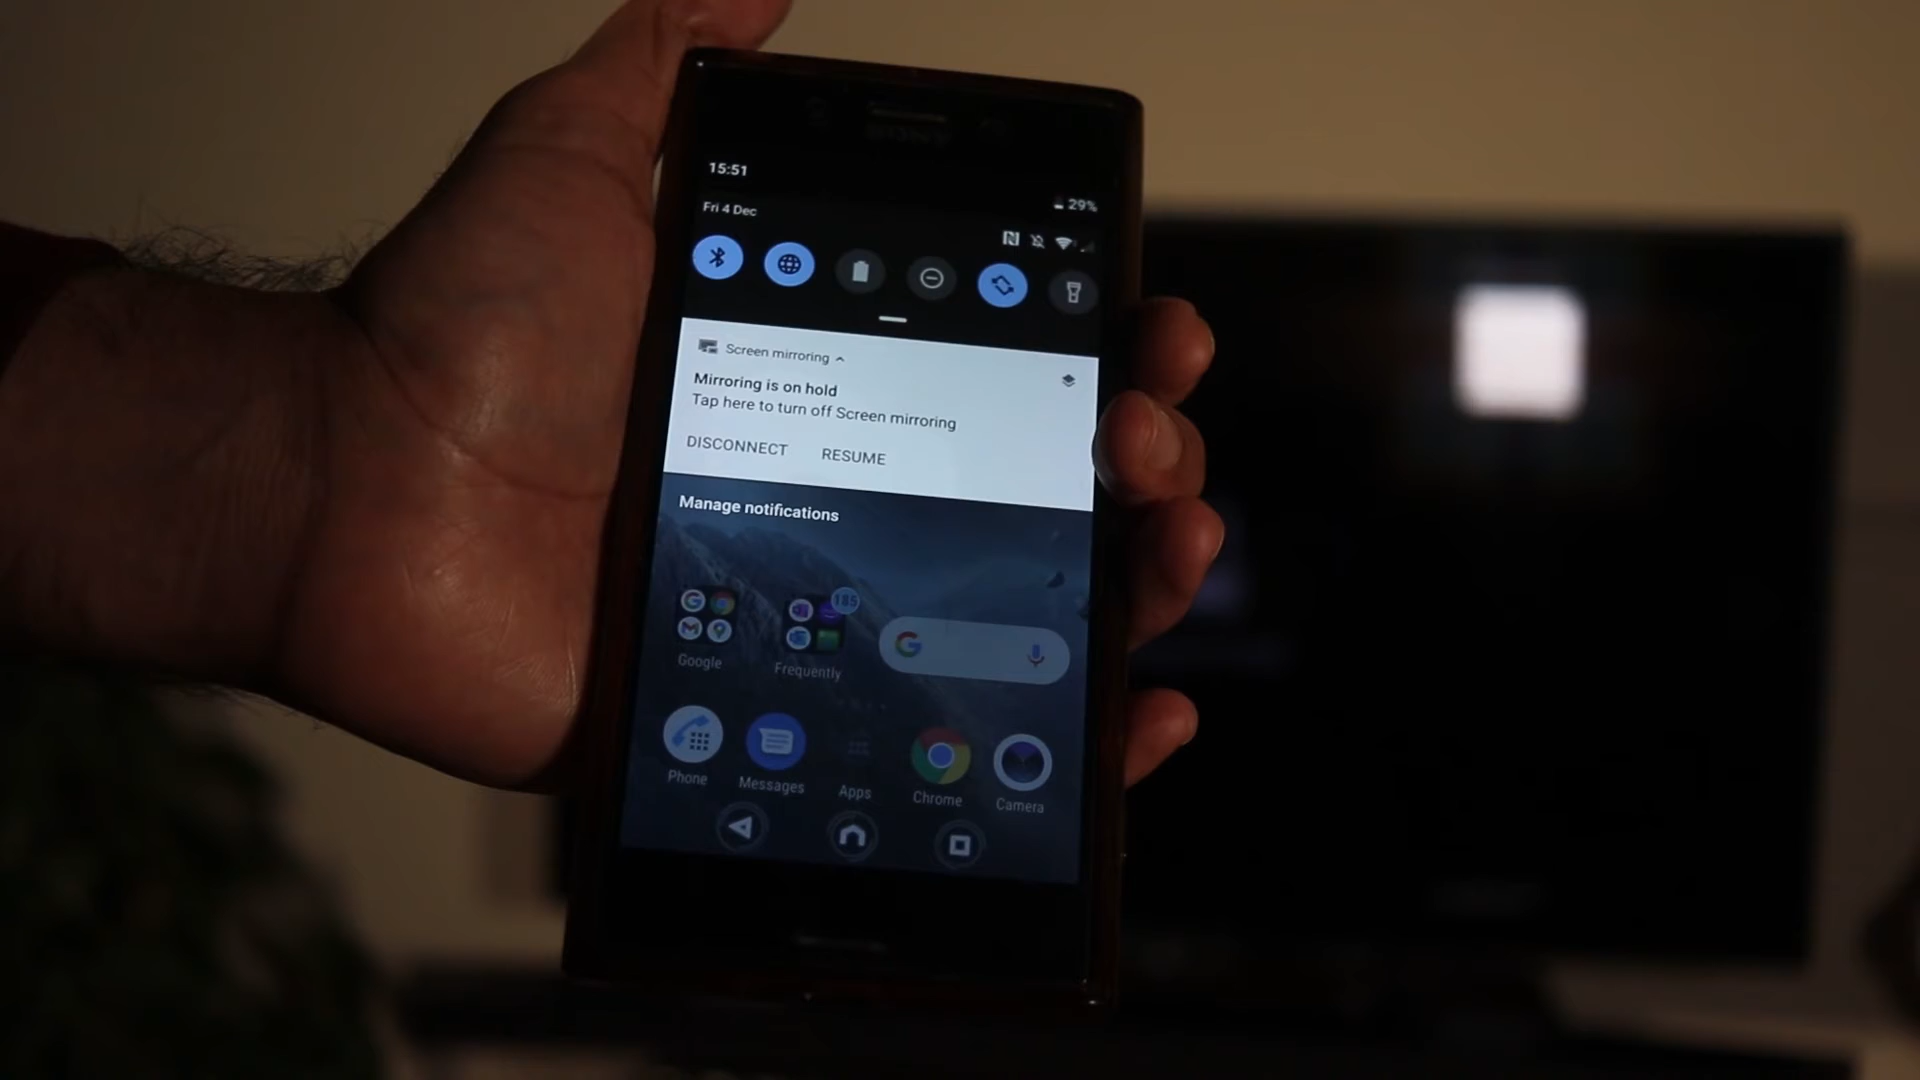 15:51
29%
Fri 4 Dec
Screen mirroring
Mirroring is on hold
Tap here to turn off Screen mirroring
DISCONNECT RESUME
Manage notifications
185
Google
Frequently
Phone
Messages
Apps
Chrome
Camera